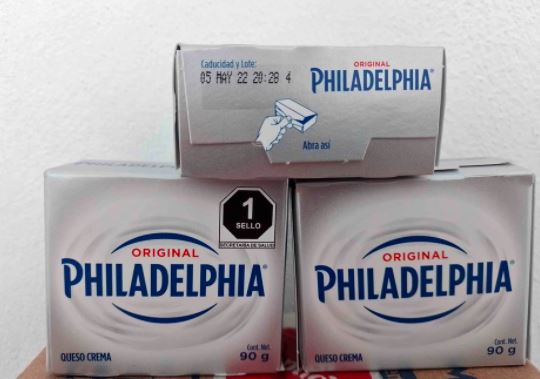 Caducidad y Lote:
05 MAY 22 20:28 4
ORIGINAL
PHILADELPHIA®
Abra así
1
SELLO
SECRETARÍA DE SALUD
ORIGINAL
PHILADELPHIA®
QUESO CREMA
Cont. Net.
90 g
ORIGINAL
PHILADELPHIA®
QUESO CREMA
Cont. Net.
90 g